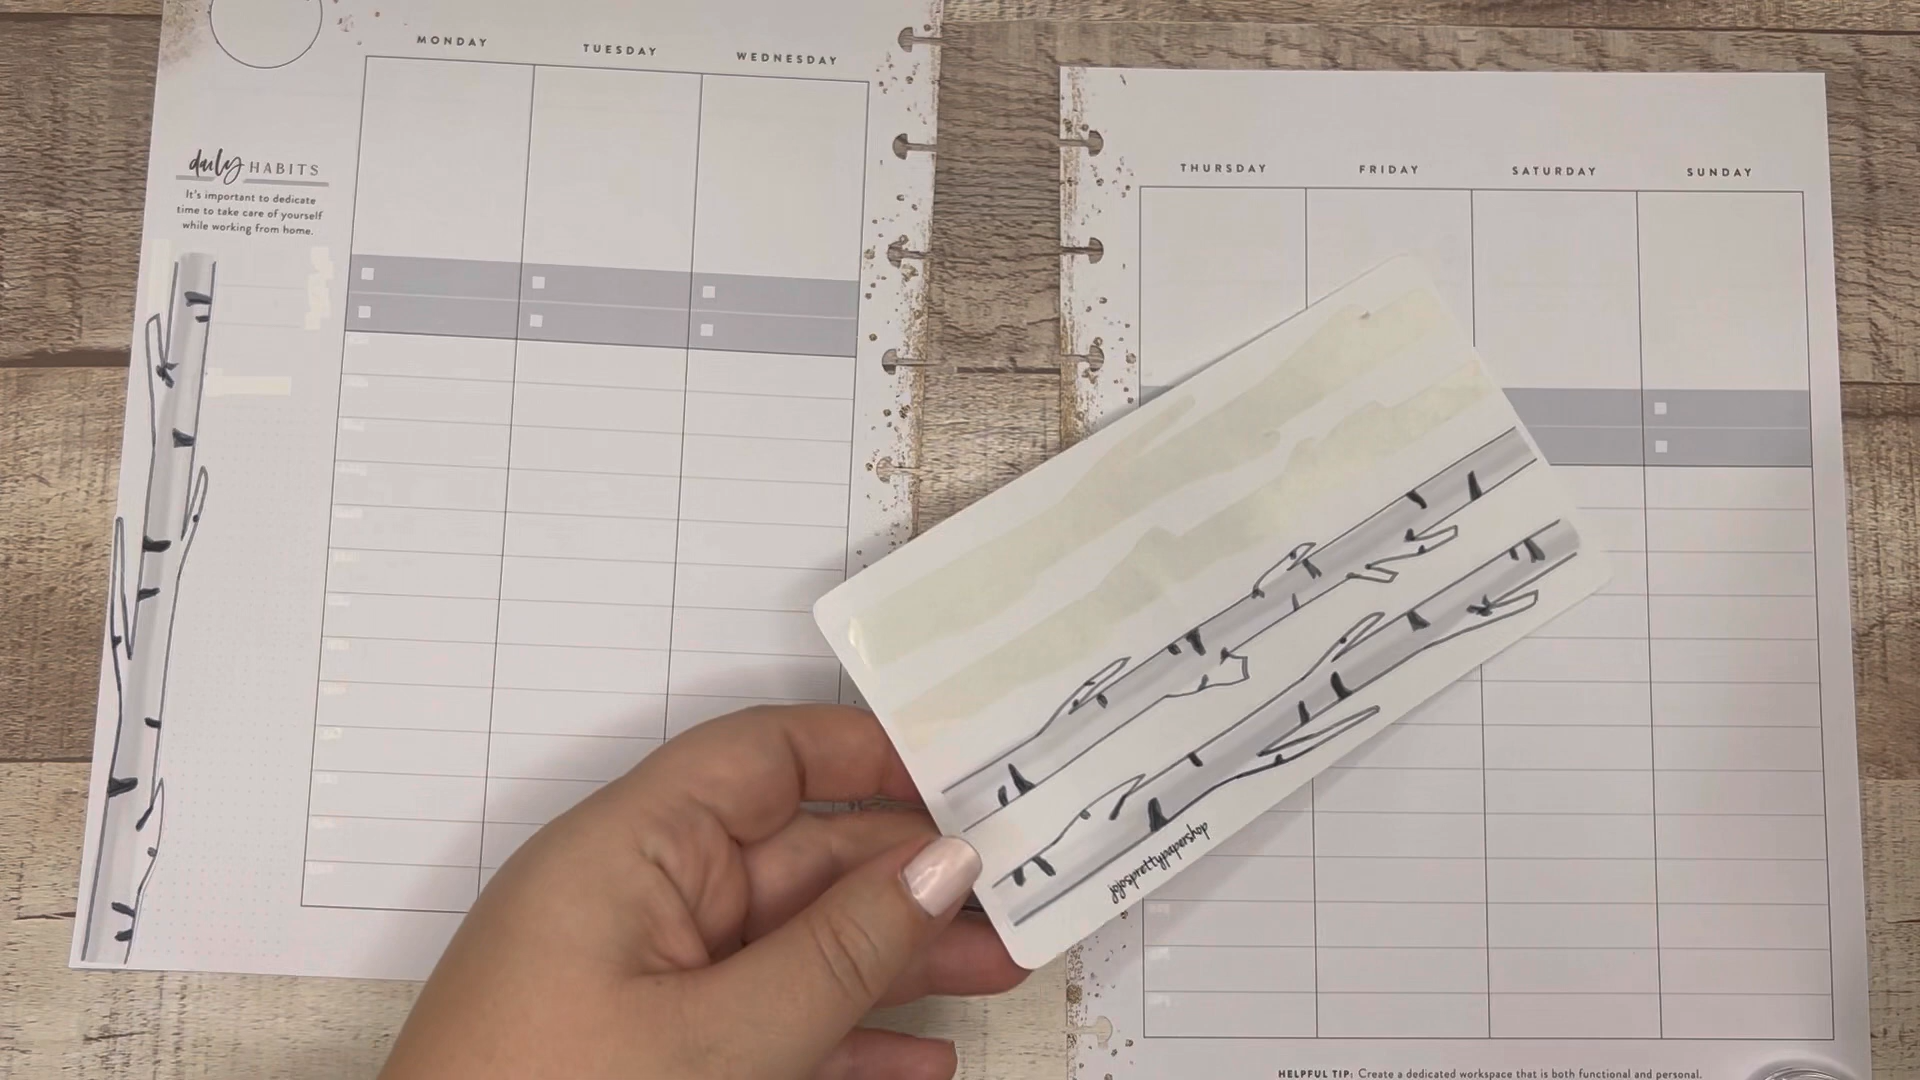 MONDAY
TUESDAY
WEDNESDAY
daily HABITS
It's important to dedicate
time to take care of yourself
while working from home.
THURSDAY
FRIDAY
SATURDAY
SUNDAY
jojosprettypapershop
HELPFUL TIP: Create a dedicated workspace that is both functional and personal.